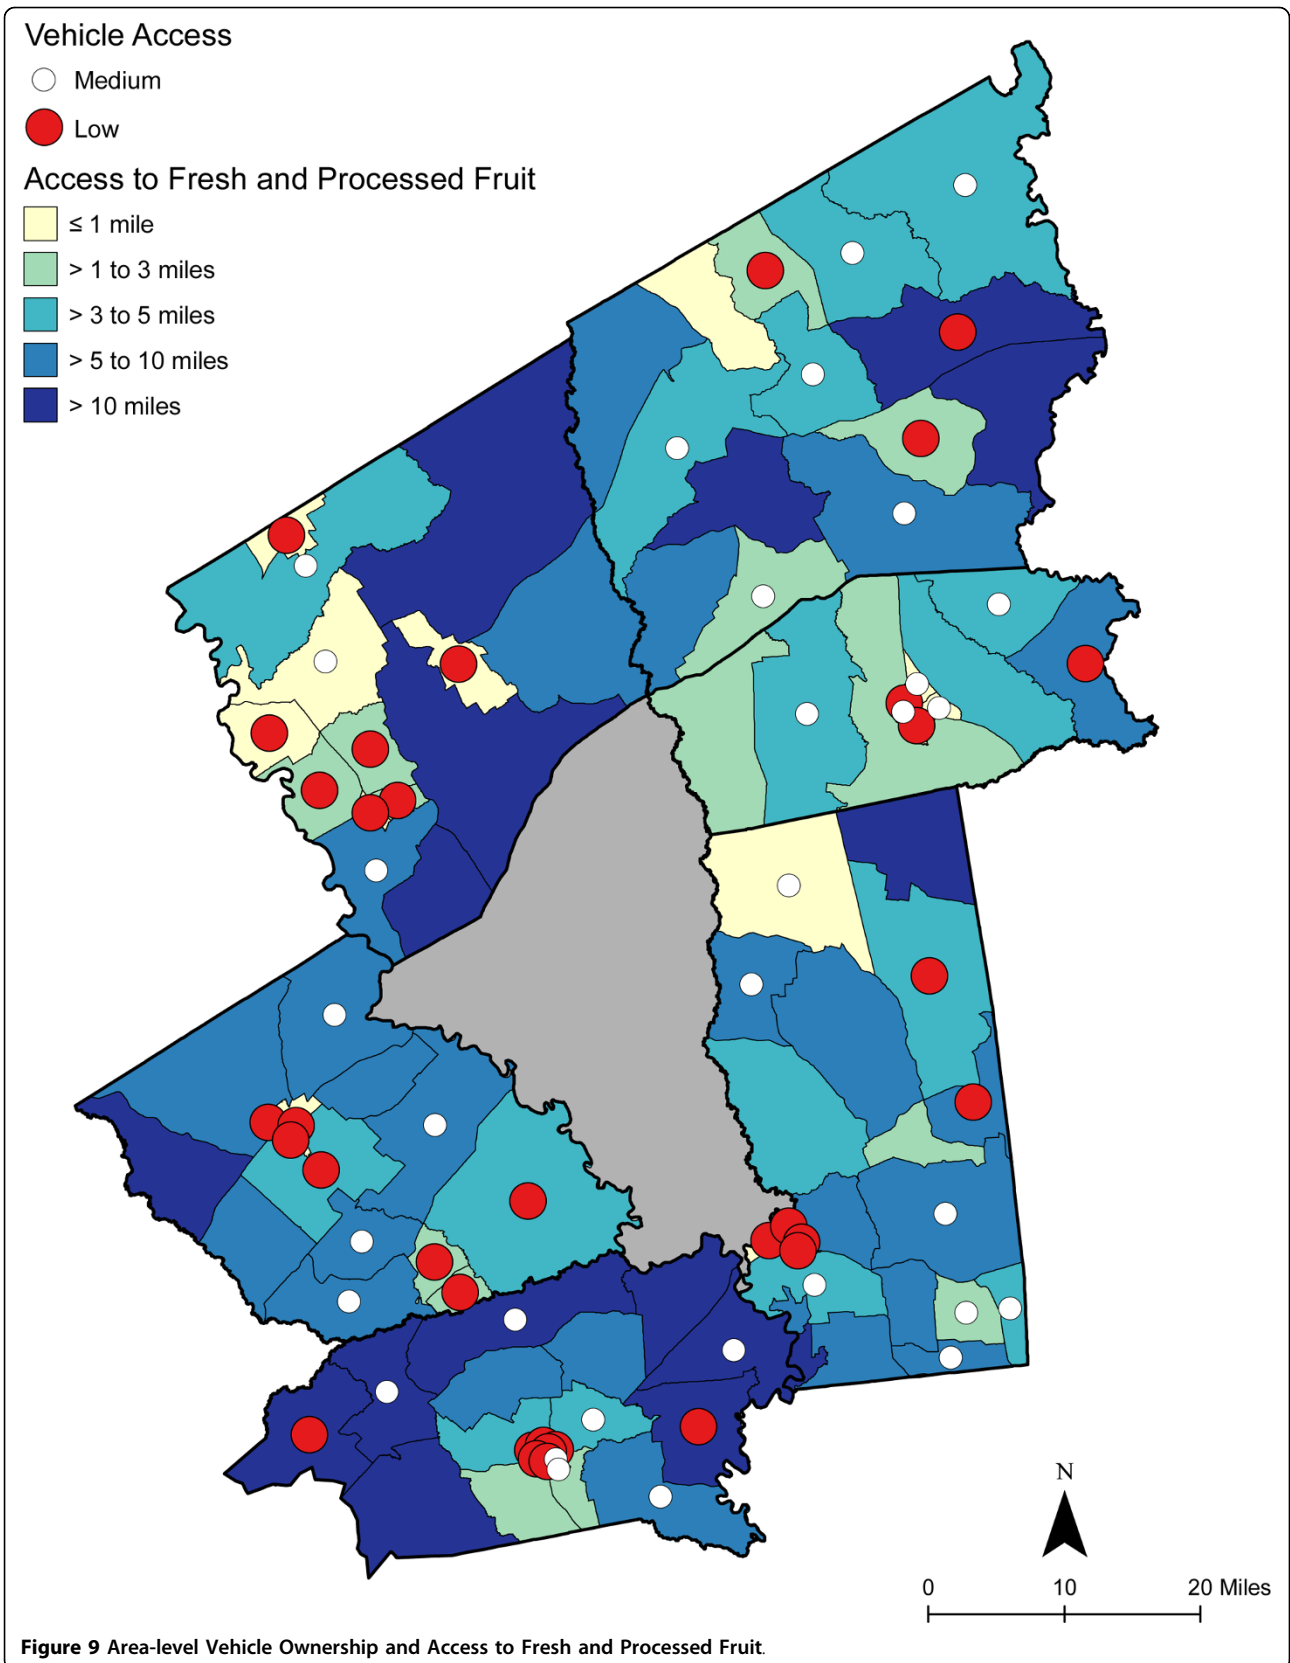 Vehicle Access
Medium
Low
Access to Fresh and Processed Fruit
≤ 1 mile
> 1 to 3 miles
> 3 to 5 miles
> 5 to 10 miles
> 10 miles
N
0 10 20 Miles
Figure 9 Area-level Vehicle Ownership and Access to Fresh and Processed Fruit.